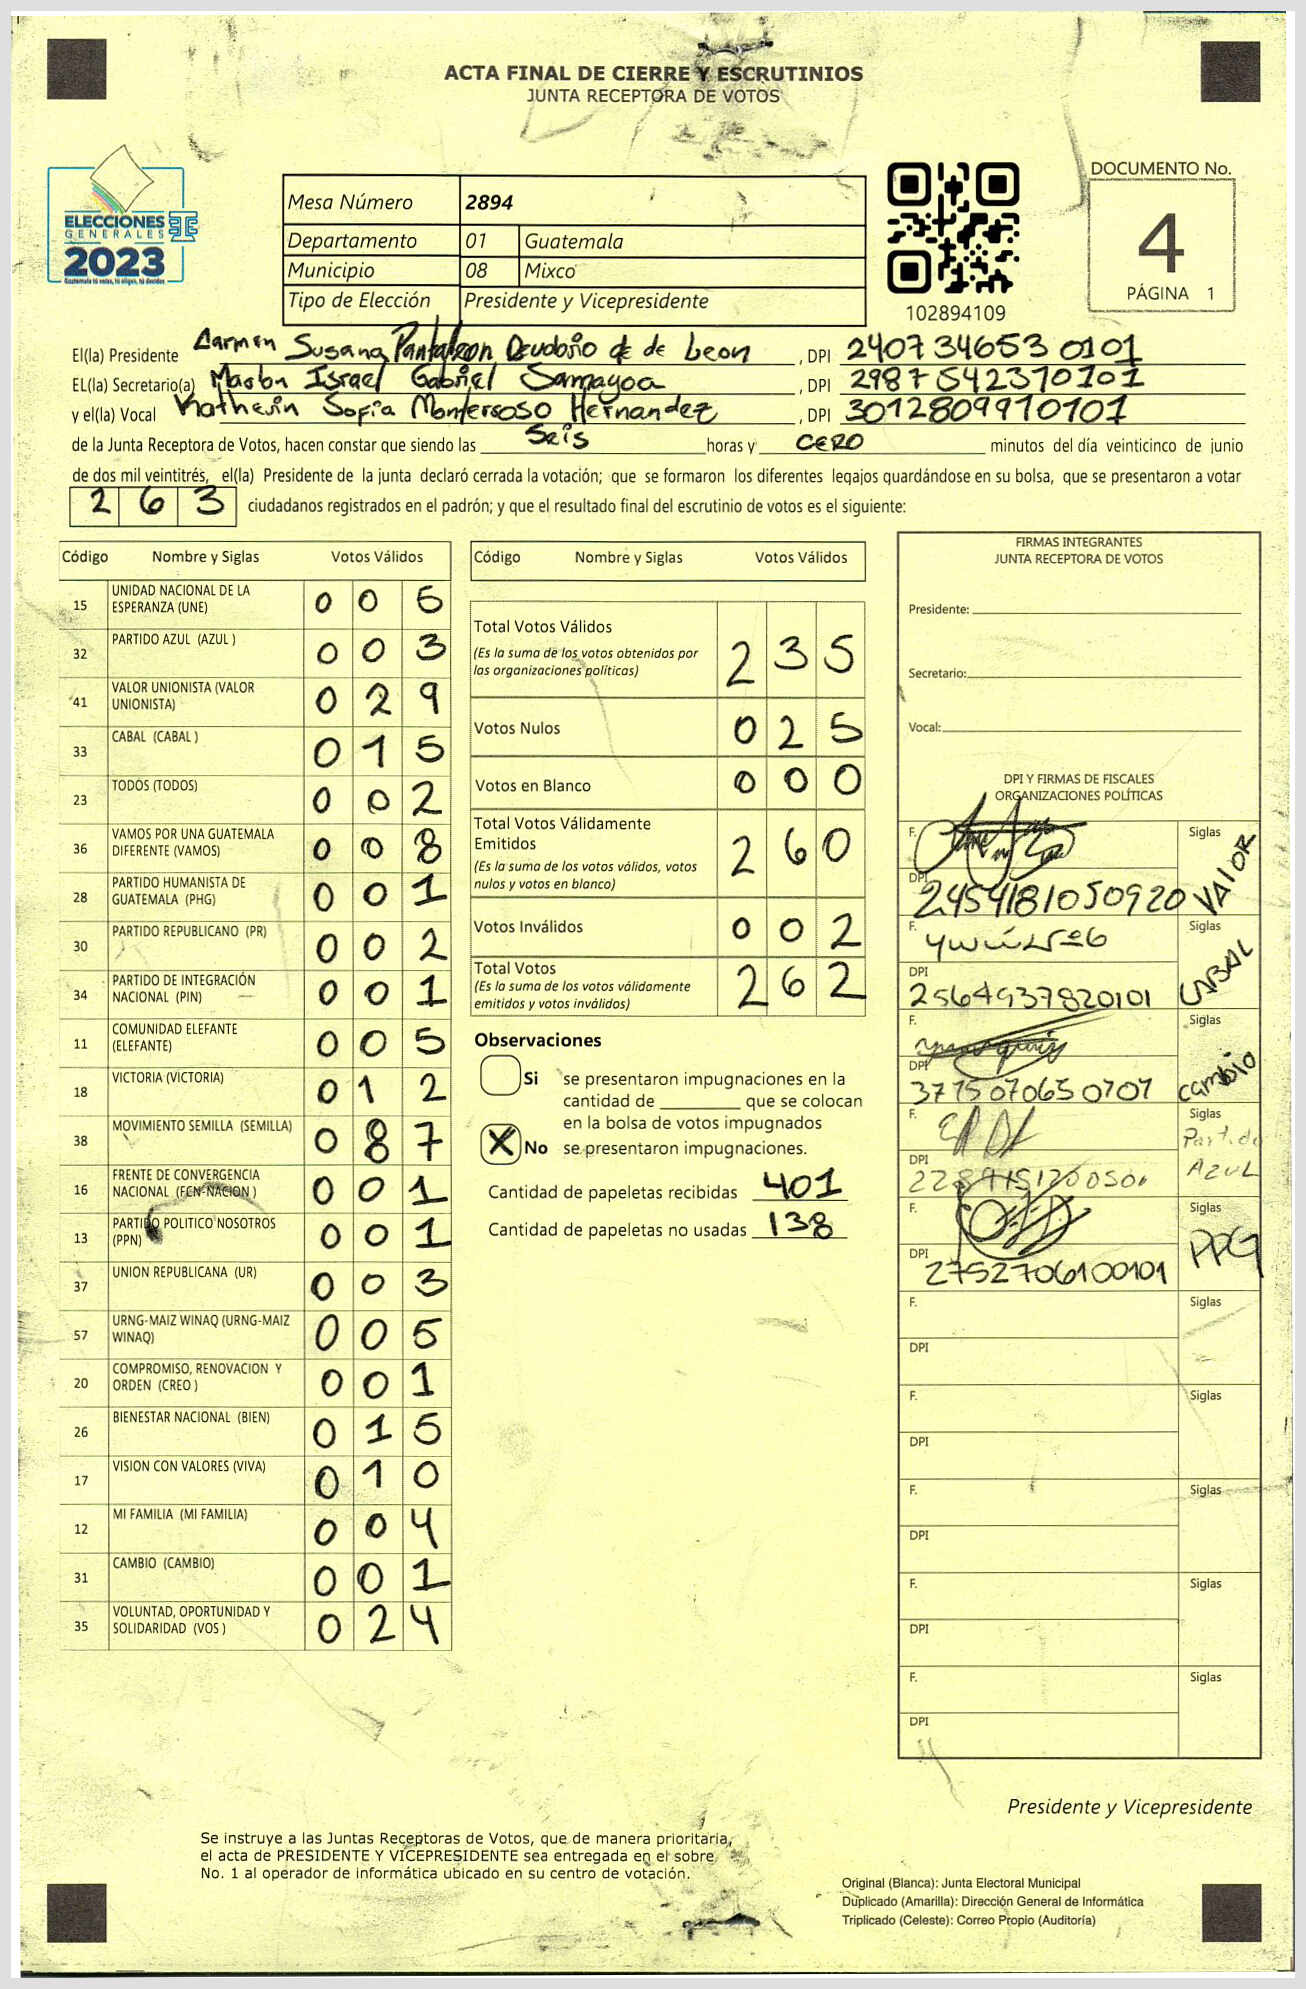 ACTA FINAL DE CIERRE Y ESCRUTINIOS
JUNTA RECEPTORA DE VOTOS
ELECCIONES
GENERALES
2023
Guatemala tú votas, tú eliges, tú decides
Mesa Número 2894
Departamento 01 Guatemala
Municipio 08 Mixco
Tipo de Elección Presidente y Vicepresidente
102894109
DOCUMENTO No.
4
PÁGINA 1
El(la) Presidente Carmen Susana Pantaleon de Leon , DPI 240734653 0101
EL(la) Secretario(a) Israel Gabriel Samayoa , DPI 2987542370101
y el(la) Vocal Katherin Sofia Monterroso Hernandez , DPI 3012809910101
de la Junta Receptora de Votos, hacen constar que siendo las Seis horas y CERO minutos del día veinticinco de junio
de dos mil veintitrés, el(la) Presidente de la junta declaró cerrada la votación; que se formaron los diferentes legajos guardándose en su bolsa, que se presentaron a votar
2 6 3 ciudadanos registrados en el padrón; y que el resultado final del escrutinio de votos es el siguiente:
Código Nombre y Siglas Votos Válidos
15 UNIDAD NACIONAL DE LA ESPERANZA (UNE) 0 0 5
32 PARTIDO AZUL (AZUL ) 0 0 3
41 VALOR UNIONISTA (VALOR UNIONISTA) 0 2 9
33 CABAL (CABAL ) 0 1 5
23 TODOS (TODOS) 0 0 2
36 VAMOS POR UNA GUATEMALA DIFERENTE (VAMOS) 0 0 8
28 PARTIDO HUMANISTA DE GUATEMALA (PHG) 0 0 1
30 PARTIDO REPUBLICANO (PR) 0 0 2
34 PARTIDO DE INTEGRACIÓN NACIONAL (PIN) 0 0 1
11 COMUNIDAD ELEFANTE (ELEFANTE) 0 0 5
18 VICTORIA (VICTORIA) 0 1 2
38 MOVIMIENTO SEMILLA (SEMILLA) 0 8 7
16 FRENTE DE CONVERGENCIA NACIONAL (FCN-NACION ) 0 0 1
13 PARTIDO POLITICO NOSOTROS (PPN) 0 0 1
37 UNION REPUBLICANA (UR) 0 0 3
57 URNG-MAIZ WINAQ (URNG-MAIZ WINAQ) 0 0 5
20 COMPROMISO, RENOVACION Y ORDEN (CREO ) 0 0 1
26 BIENESTAR NACIONAL (BIEN) 0 1 5
17 VISION CON VALORES (VIVA) 0 1 0
12 MI FAMILIA (MI FAMILIA) 0 0 4
31 CAMBIO (CAMBIO) 0 0 1
35 VOLUNTAD, OPORTUNIDAD Y SOLIDARIDAD (VOS ) 0 2 4
Código Nombre y Siglas Votos Válidos
Total Votos Válidos 2 3 5
(Es la suma de los votos obtenidos por
las organizaciones políticas)
Votos Nulos 0 2 5
Votos en Blanco 0 0 0
Total Votos Válidamente
Emitidos 2 6 0
(Es la suma de los votos válidos, votos
nulos y votos en blanco)
Votos Inválidos 0 0 2
Total Votos 2 6 2
(Es la suma de los votos válidamente
emitidos y votos inválidos)
Observaciones
Si se presentaron impugnaciones en la
cantidad de ________ que se colocan
en la bolsa de votos impugnados
X No se presentaron impugnaciones.
Cantidad de papeletas recibidas 401
Cantidad de papeletas no usadas 138
FIRMAS INTEGRANTES
JUNTA RECEPTORA DE VOTOS
Presidente:
Secretario:
Vocal:
DPI Y FIRMAS DE FISCALES
ORGANIZACIONES POLÍTICAS
F. Siglas VALOR
DPI 2454181050920
F. Siglas CABAL
DPI 2564937820101
F. Siglas cambio
DPI 3775070650707
F. Siglas Partido AZUL
DPI
F. Siglas PPG
DPI 2752706100101
F. Siglas
DPI
F. Siglas
DPI
F. Siglas
DPI
F. Siglas
DPI
F. Siglas
DPI
Presidente y Vicepresidente
Se instruye a las Juntas Receptoras de Votos, que de manera prioritaria,
el acta de PRESIDENTE Y VICEPRESIDENTE sea entregada en el sobre
No. 1 al operador de informática ubicado en su centro de votación.
Original (Blanca): Junta Electoral Municipal
Duplicado (Amarilla): Dirección General de Informática
Triplicado (Celeste): Correo Propio (Auditoría)